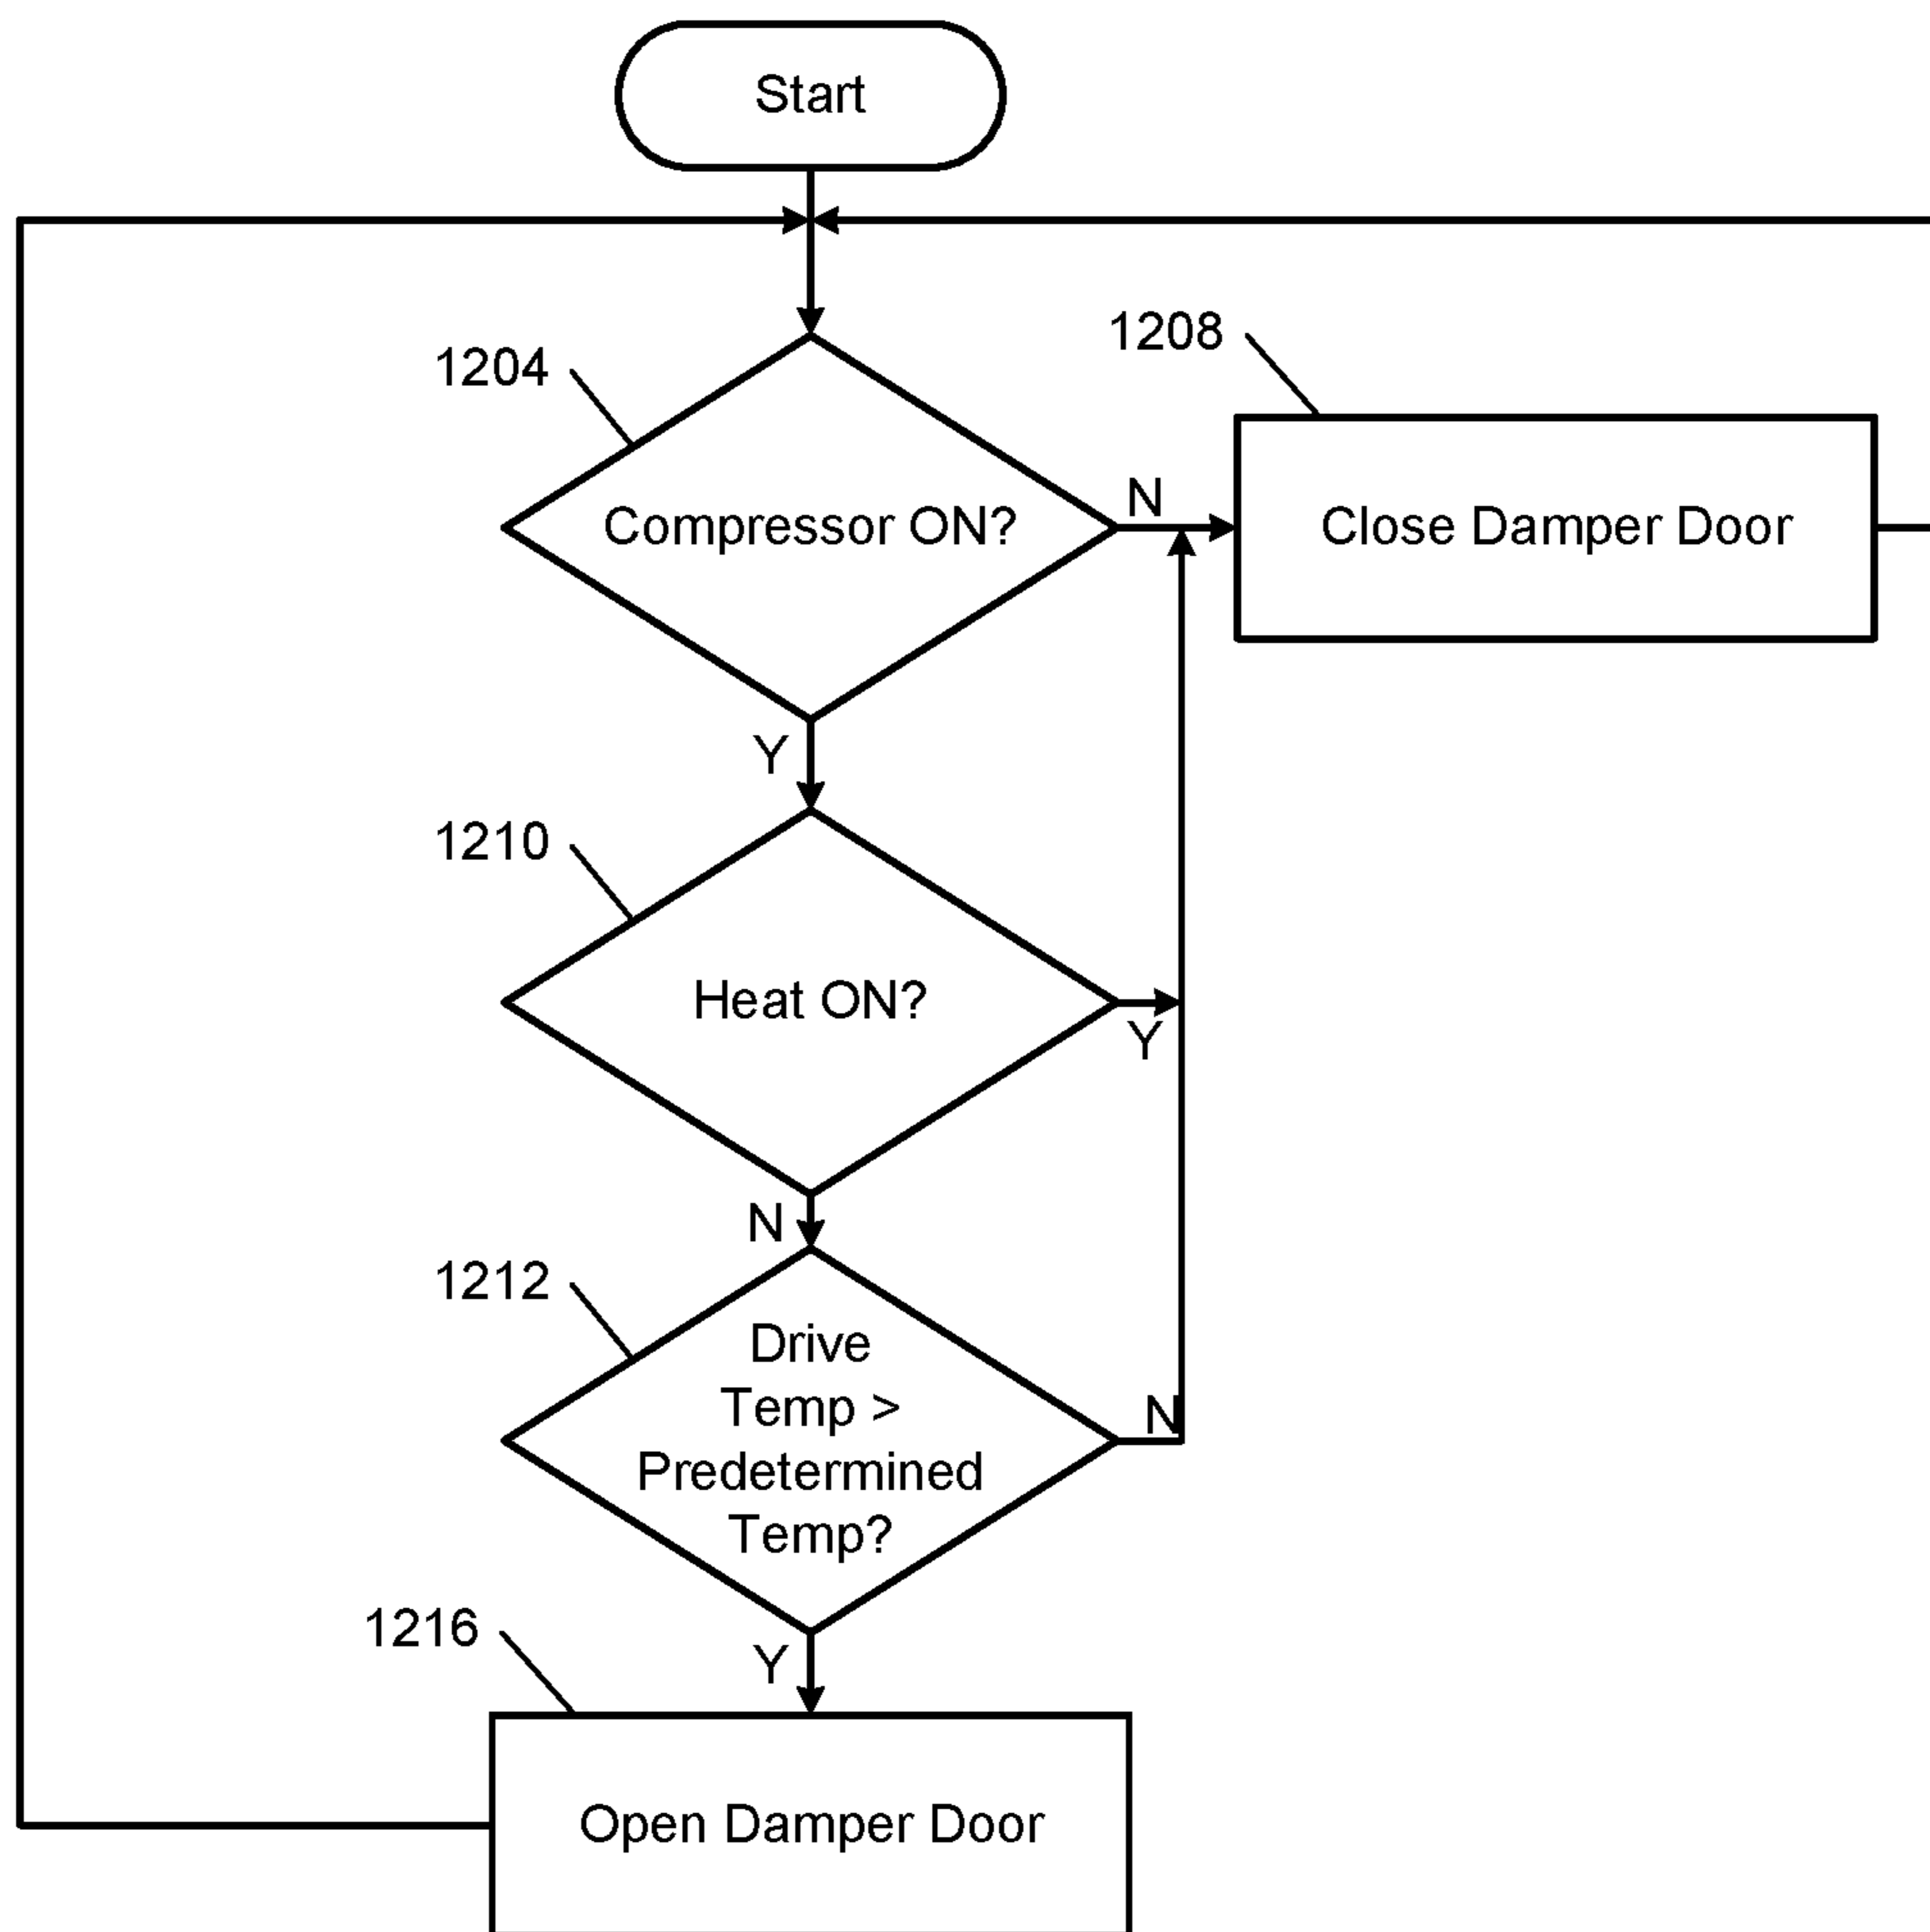 Start
1204
1208
Compressor ON?
N
Close Damper Door
Y
1210
Heat ON?
Y
N
1212
Drive
Temp >
Predetermined
Temp?
N
1216
Y
Open Damper Door